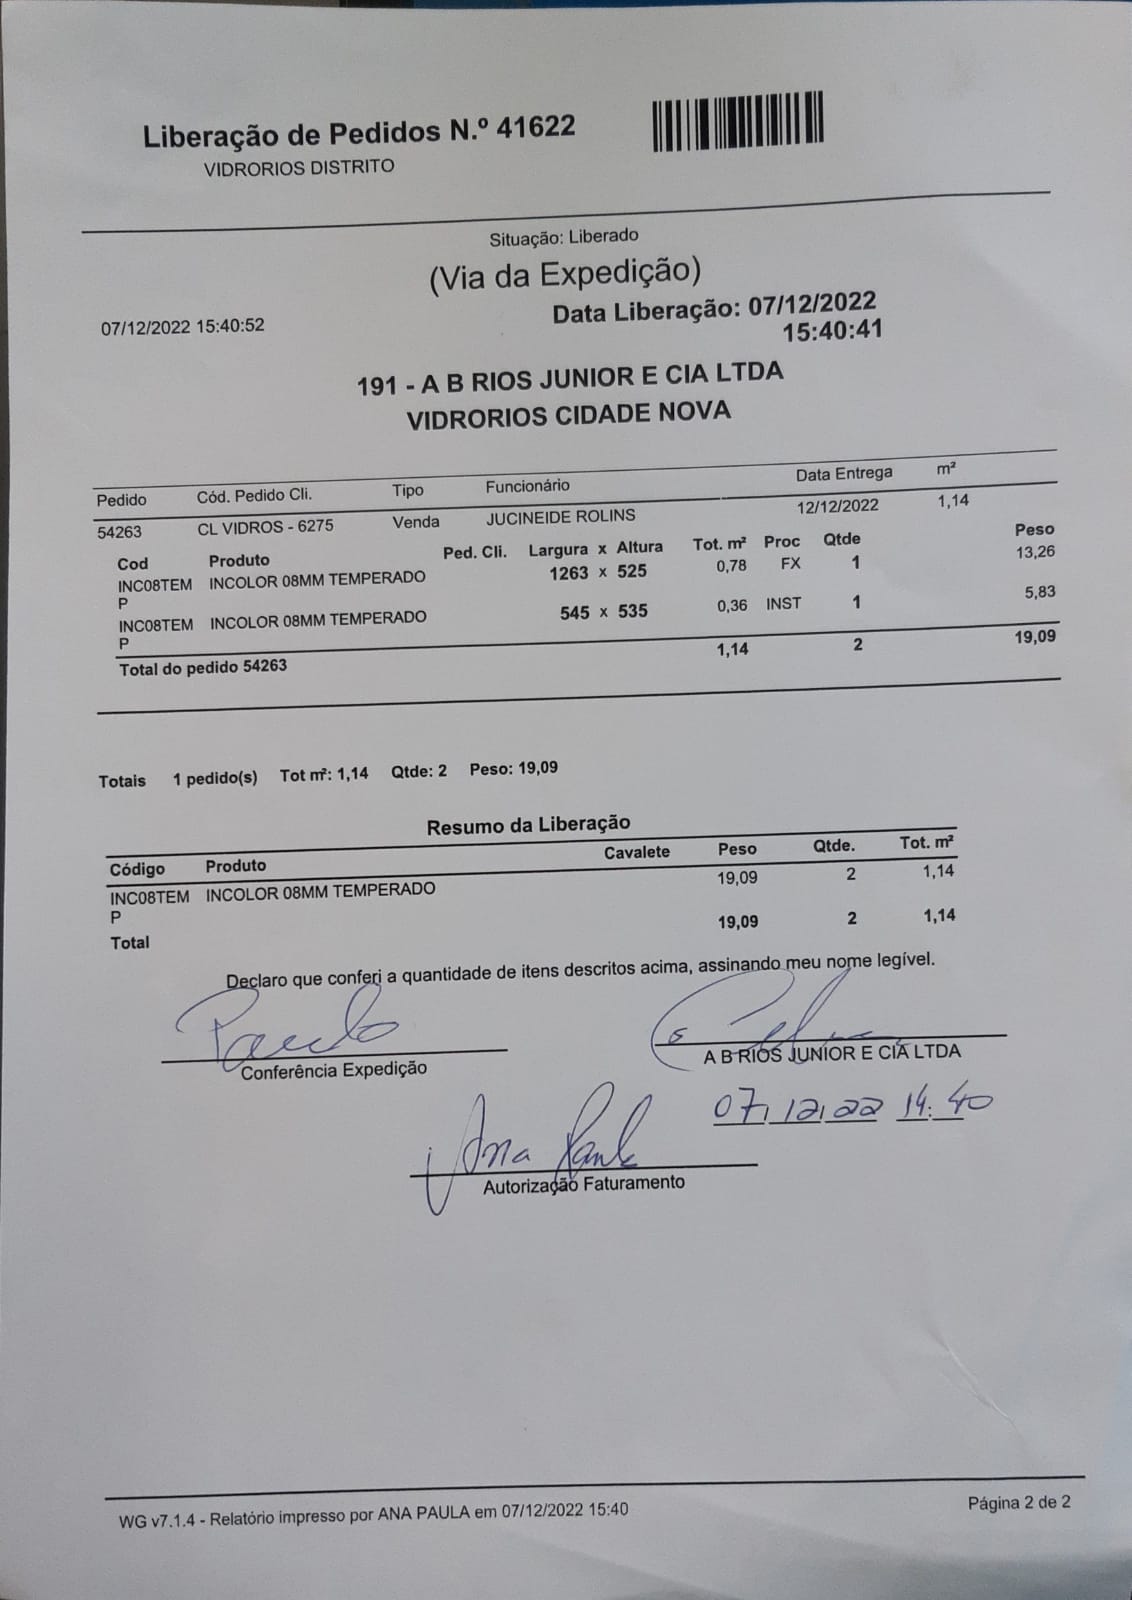 Liberação de Pedidos N.º 41622
VIDRORIOS DISTRITO
Situação: Liberado
(Via da Expedição)
07/12/2022 15:40:52
Data Liberação: 07/12/2022
15:40:41
191 - A B RIOS JUNIOR E CIA LTDA
VIDRORIOS CIDADE NOVA
Pedido Cód. Pedido Cli. Tipo Funcionário Data Entrega m²
54263 CL VIDROS - 6275 Venda JUCINEIDE ROLINS 12/12/2022 1,14
Cod Produto Ped. Cli. Largura x Altura Tot. m² Proc Qtde Peso
INC08TEM INCOLOR 08MM TEMPERADO 1263 x 525 0,78 FX 1 13,26
P
INC08TEM INCOLOR 08MM TEMPERADO 545 x 535 0,36 INST 1 5,83
P
Total do pedido 54263 1,14 2 19,09
Totais 1 pedido(s) Tot m²: 1,14 Qtde: 2 Peso: 19,09
Resumo da Liberação
Código Produto Cavalete Peso Qtde. Tot. m²
INC08TEM INCOLOR 08MM TEMPERADO 19,09 2 1,14
P
Total 19,09 2 1,14
Declaro que conferi a quantidade de itens descritos acima, assinando meu nome legível.
Paulo
Conferência Expedição
A B RIOS JUNIOR E CIA LTDA
07/12/22 14:40
Ana Paula
Autorização Faturamento
WG v7.1.4 - Relatório impresso por ANA PAULA em 07/12/2022 15:40
Página 2 de 2